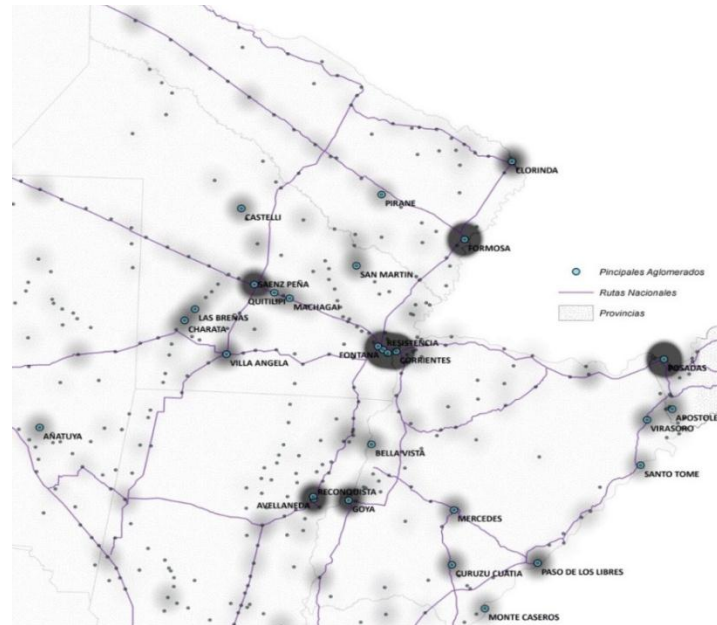 CLORINDA
PIRANE
CASTELLI
FORMOSA
SAN MARTIN
Pincipales Aglomerados
SAENZ PEÑA
QUITILIPI
MACHAGAI
Rutas Nacionales
LAS BREÑAS
Provincias
CHARATA
RESISTENCIA
FONTANA
CORRIENTES
VILLA ANGELA
POSADAS
APOSTOLE
AÑATUYA
VIRASORO
BELLA VISTA
SANTO TOME
RECONQUISTA
AVELLANEDA
GOYA
MERCEDES
CURUZU CUATIA
PASO DE LOS LIBRES
MONTE CASEROS